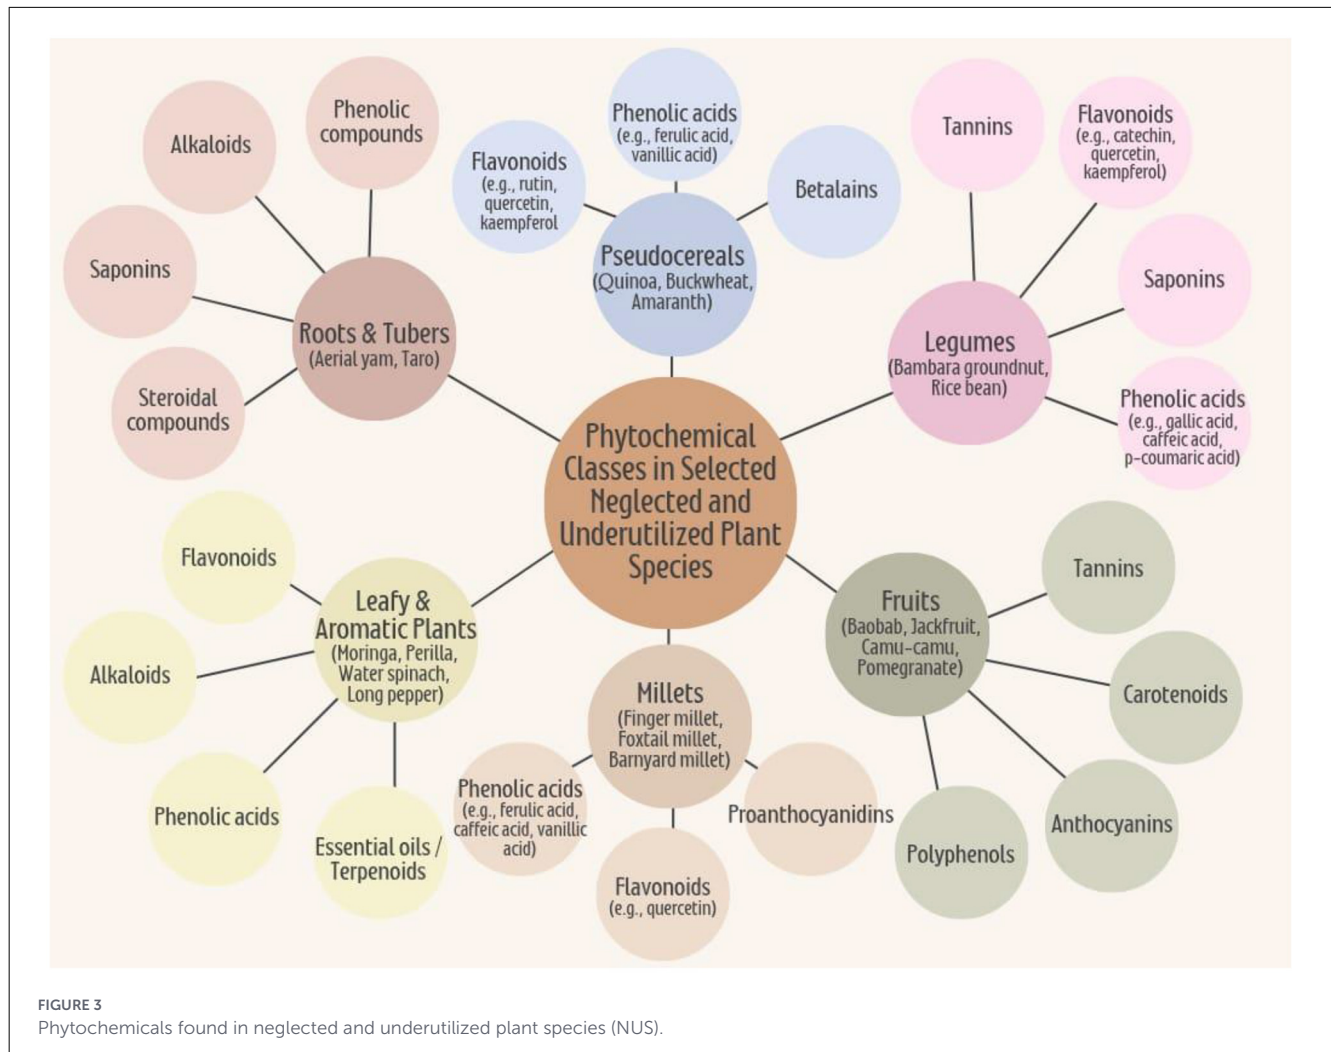 Phenolic
compounds
Alkaloids
Saponins
Steroidal
compounds
Roots & Tubers
(Aerial yam, Taro)
Phenolic acids
(e.g., ferulic acid,
vanillic acid)
Flavonoids
(e.g., rutin,
quercetin,
kaempferol
Betalains
Pseudocereals
(Quinoa, Buckwheat,
Amaranth)
Tannins
Flavonoids
(e.g., catechin,
quercetin,
kaempferol)
Saponins
Phenolic acids
(e.g., gallic acid,
caffeic acid,
p-coumaric acid)
Legumes
(Bambara groundnut,
Rice bean)
Phytochemical
Classes in Selected
Neglected and
Underutilized Plant
Species
Flavonoids
Alkaloids
Phenolic acids
Essential oils /
Terpenoids
Leafy &
Aromatic Plants
(Moringa, Perilla,
Water spinach,
Long pepper)
Millets
(Finger millet,
Foxtail millet,
Barnyard millet)
Phenolic acids
(e.g., ferulic acid,
caffeic acid, vanillic
acid)
Flavonoids
(e.g., quercetin)
Proanthocyanidins
Fruits
(Baobab, Jackfruit,
Camu-camu,
Pomegranate)
Tannins
Carotenoids
Anthocyanins
Polyphenols
FIGURE 3
Phytochemicals found in neglected and underutilized plant species (NUS).